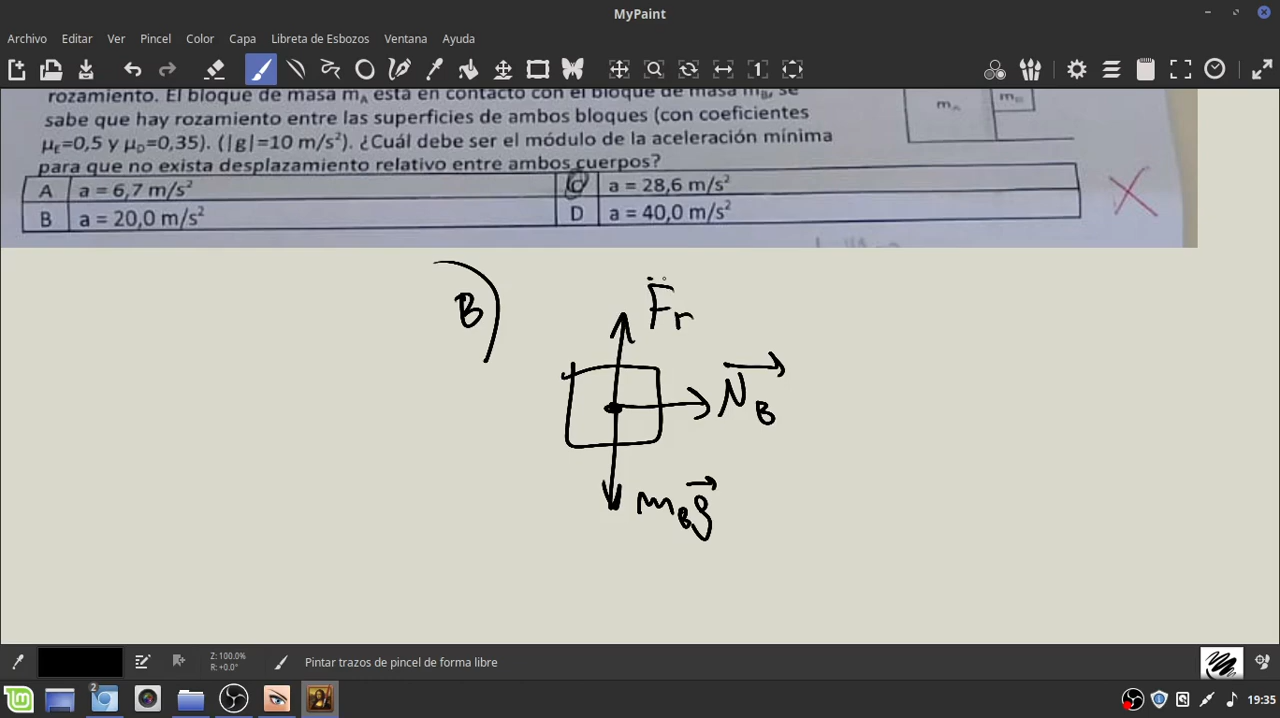 MyPaint
Archivo Editar Ver Pincel Color Capa Libreta de Esbozos Ventana Ayuda
rozamiento. El bloque de masa mA está en contacto con el bloque de masa mB, se
sabe que hay rozamiento entre las superficies de ambos bloques (con coeficientes
μE=0,5 y μD=0,35). (|g|=10 m/s²). ¿Cuál debe ser el módulo de la aceleración mínima
para que no exista desplazamiento relativo entre ambos cuerpos?
mA
mB
A a = 6,7 m/s² C a = 28,6 m/s²
B a = 20,0 m/s² D a = 40,0 m/s²
B)
Fr
NB
mBg
Z: 100.0%
R: +0.0°
Pintar trazos de pincel de forma libre
2
19:35